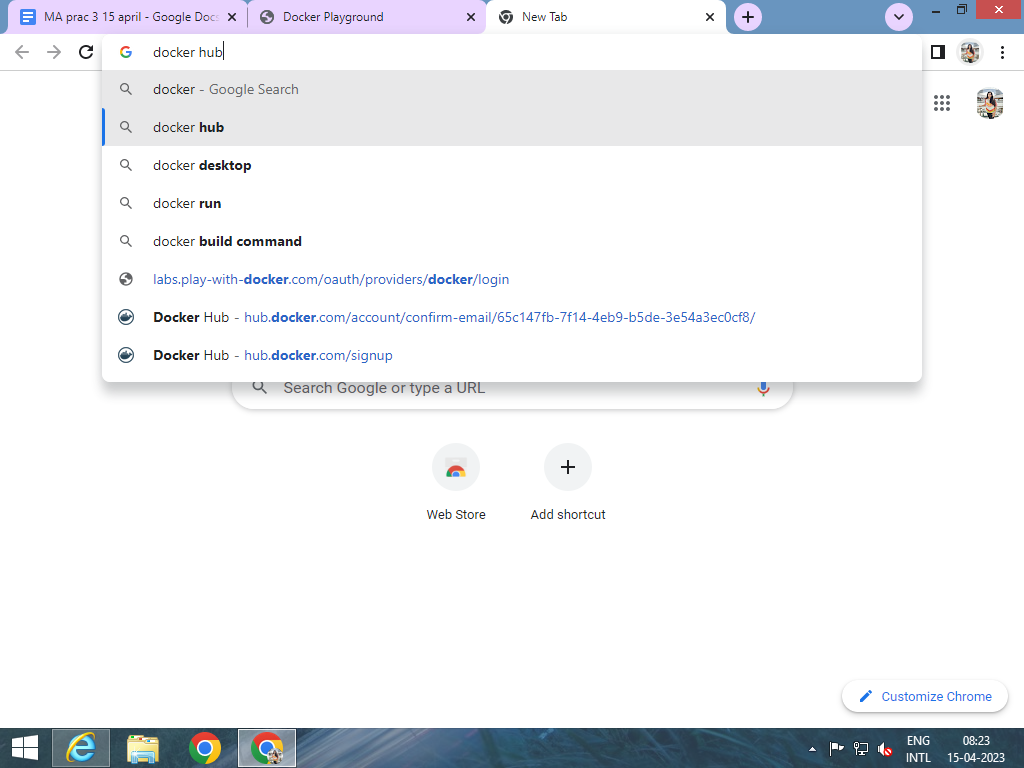 MA prac 3 15 april - Google Docs
Docker Playground
New Tab
docker hub
docker - Google Search
docker hub
docker desktop
docker run
docker build command
labs.play-with-docker.com/oauth/providers/docker/login
Docker Hub - hub.docker.com/account/confirm-email/65c147fb-7f14-4eb9-b5de-3e54a3ec0cf8/
Docker Hub - hub.docker.com/signup
Search Google or type a URL
Web Store
Add shortcut
Customize Chrome
ENG
INTL
08:23
15-04-2023